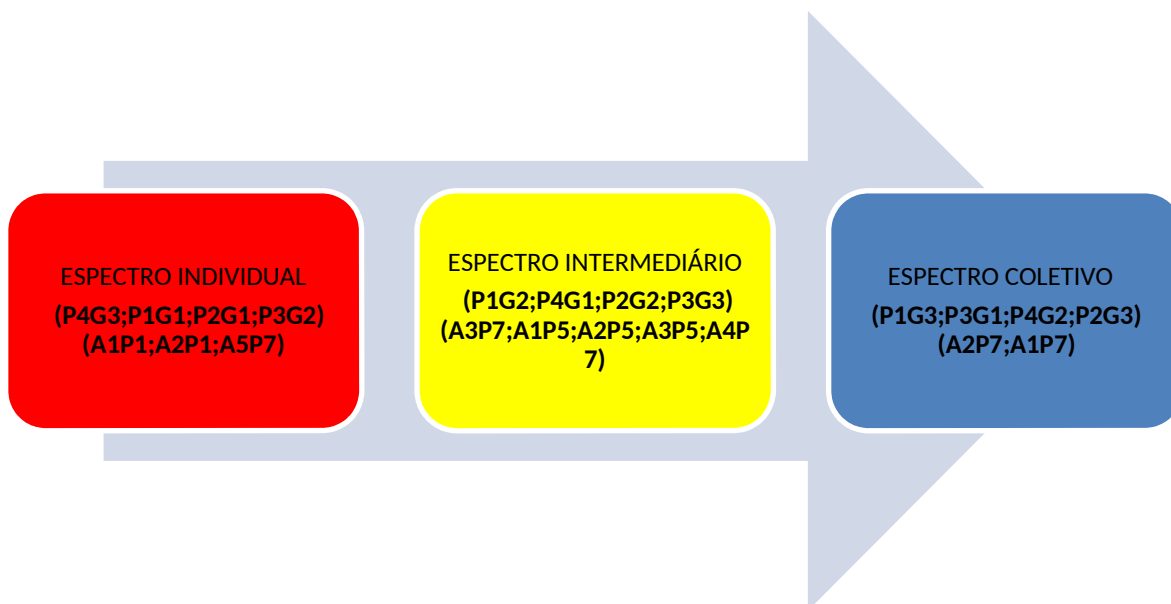 ESPECTRO INDIVIDUAL
(P4G3;P1G1;P2G1;P3G2)
(A1P1;A2P1;A5P7)
ESPECTRO INTERMEDIÁRIO
(P1G2;P4G1;P2G2;P3G3)
(A3P7;A1P5;A2P5;A3P5;A4P
7)
ESPECTRO COLETIVO
(P1G3;P3G1;P4G2;P2G3)
(A2P7;A1P7)